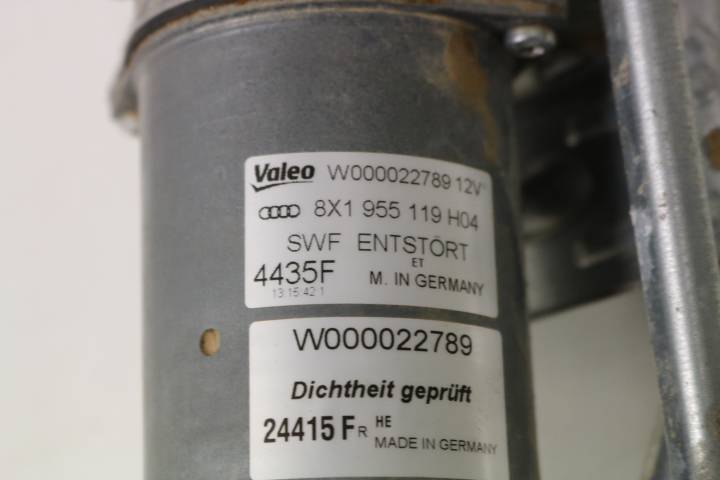 Valeo W000022789 12V
8X1 955 119 H04
SWF ENTSTÖRT
ET
4435F M. IN GERMANY
13:15:42 1
W000022789
Dichtheit geprüft
24415 F R HE
MADE IN GERMANY